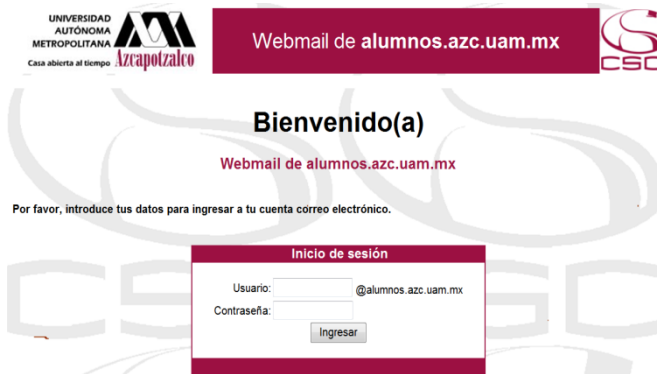 UNIVERSIDAD
AUTÓNOMA
METROPOLITANA
Casa abierta al tiempo Azcapotzalco
Webmail de alumnos.azc.uam.mx
CSC
Bienvenido(a)
Webmail de alumnos.azc.uam.mx
Por favor, introduce tus datos para ingresar a tu cuenta correo electrónico.
Inicio de sesión
Usuario: @alumnos.azc.uam.mx
Contraseña:
Ingresar